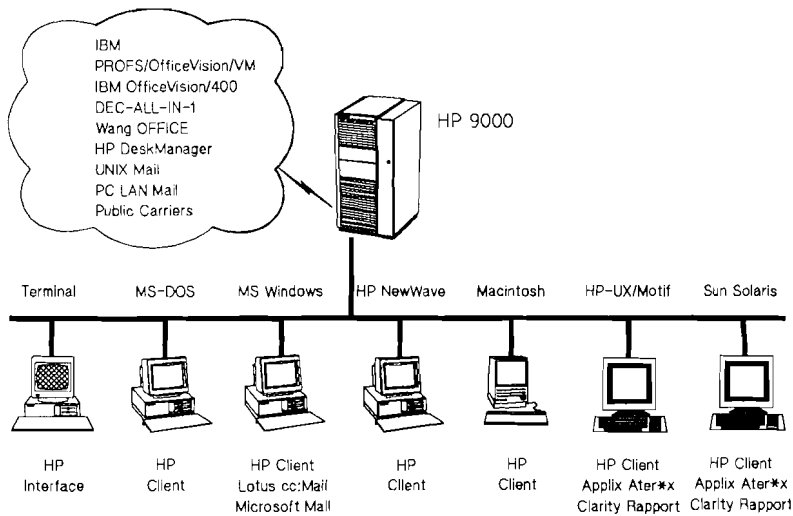 IBM
PROFS/OfficeVision/VM
IBM OfficeVision/400
DEC-ALL-IN-1
Wang OFFICE
HP DeskManager
UNIX Mail
PC LAN Mail
Public Carriers
HP 9000
Terminal
MS-DOS
MS Windows
HP NewWave
Macintosh
HP-UX/Motif
Sun Solaris
HP
Interface
HP
Client
HP Client
Lotus cc:Mail
Microsoft Mail
HP
Client
HP
Client
HP Client
Applix Ater*x
Clarity Rapport
HP Client
Applix Ater*x
Clarity Rapport